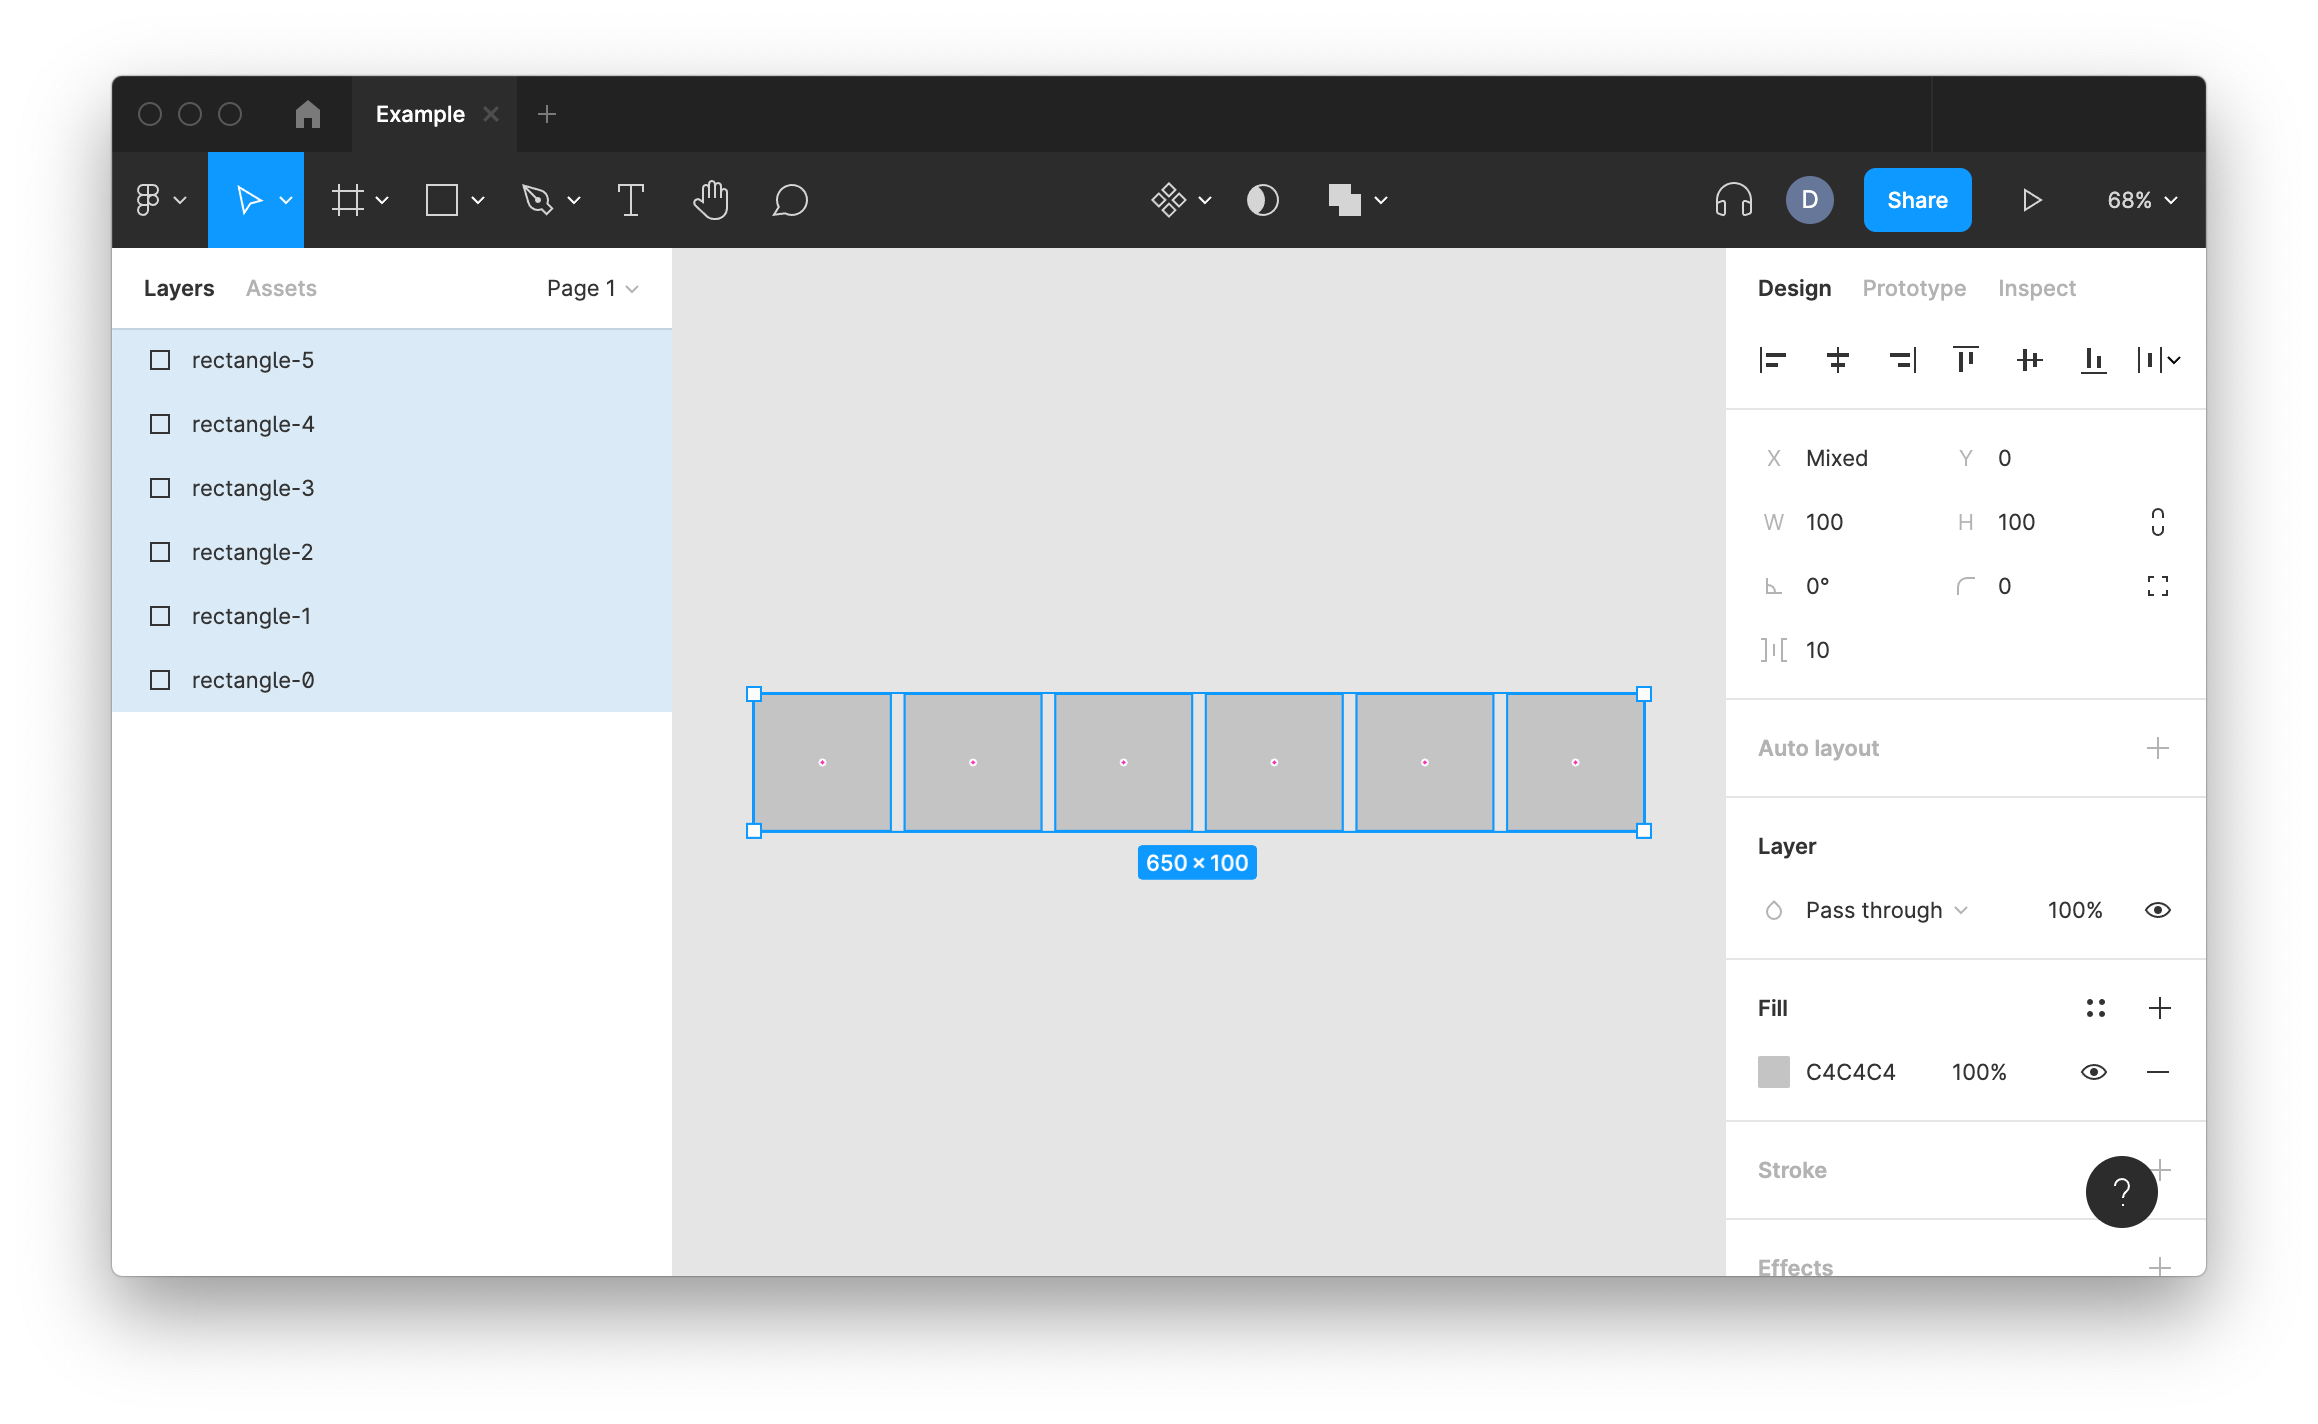 Example
D
Share
68%
Layers
Assets
Page 1
Design
Prototype
Inspect
rectangle-5
rectangle-4
rectangle-3
rectangle-2
rectangle-1
rectangle-0
650 × 100
X Mixed Y 0
W 100 H 100
0° 0
10
Auto layout
Layer
Pass through 100%
Fill
C4C4C4 100%
Stroke
?
Effects